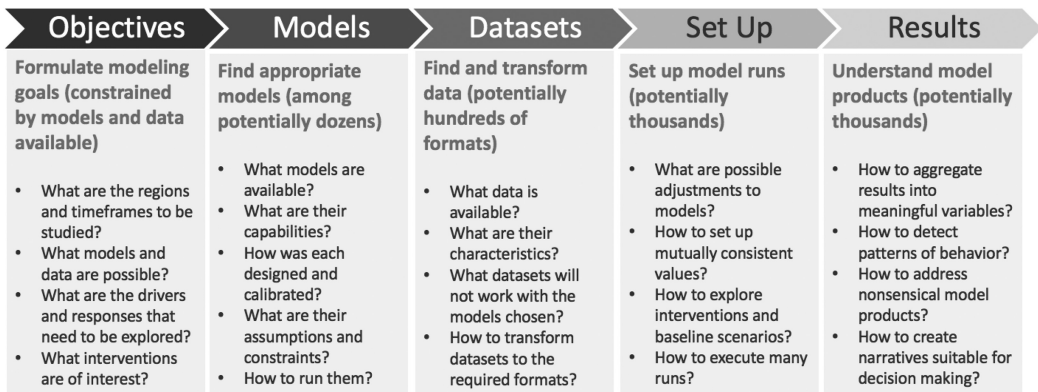 Objectives
Models
Datasets
Set Up
Results
Formulate modeling
goals (constrained
by models and data
available)
• What are the regions
and timeframes to be
studied?
• What models and
data are possible?
• What are the drivers
and responses that
need to be explored?
• What interventions
are of interest?
Find appropriate
models (among
potentially dozens)
• What models are
available?
• What are their
capabilities?
• How was each
designed and
calibrated?
• What are their
assumptions and
constraints?
• How to run them?
Find and transform
data (potentially
hundreds of
formats)
• What data is
available?
• What are their
characteristics?
• What datasets will
not work with the
models chosen?
• How to transform
datasets to the
required formats?
Set up model runs
(potentially
thousands)
• What are possible
adjustments to
models?
• How to set up
mutually consistent
values?
• How to explore
interventions and
baseline scenarios?
• How to execute many
runs?
Understand model
products (potentially
thousands)
• How to aggregate
results into
meaningful variables?
• How to detect
patterns of behavior?
• How to address
nonsensical model
products?
• How to create
narratives suitable for
decision making?